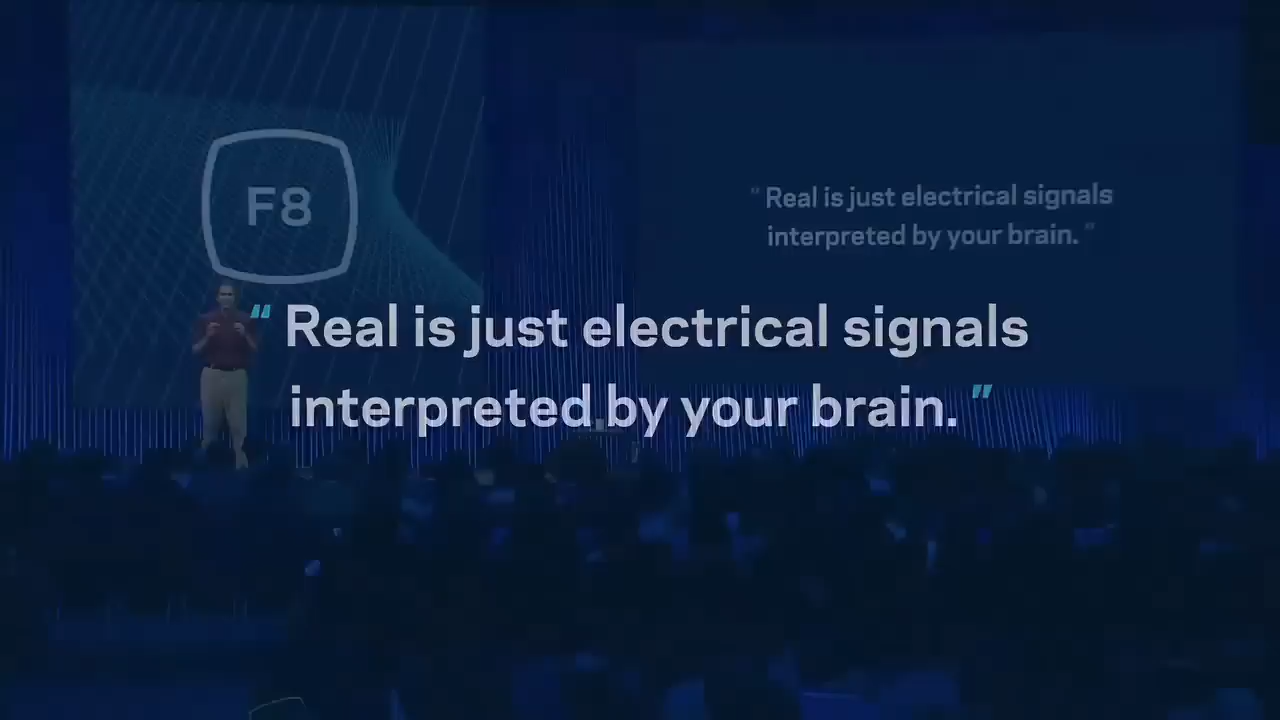 F8
" Real is just electrical signals
interpreted by your brain. "
" Real is just electrical signals
interpreted by your brain. "